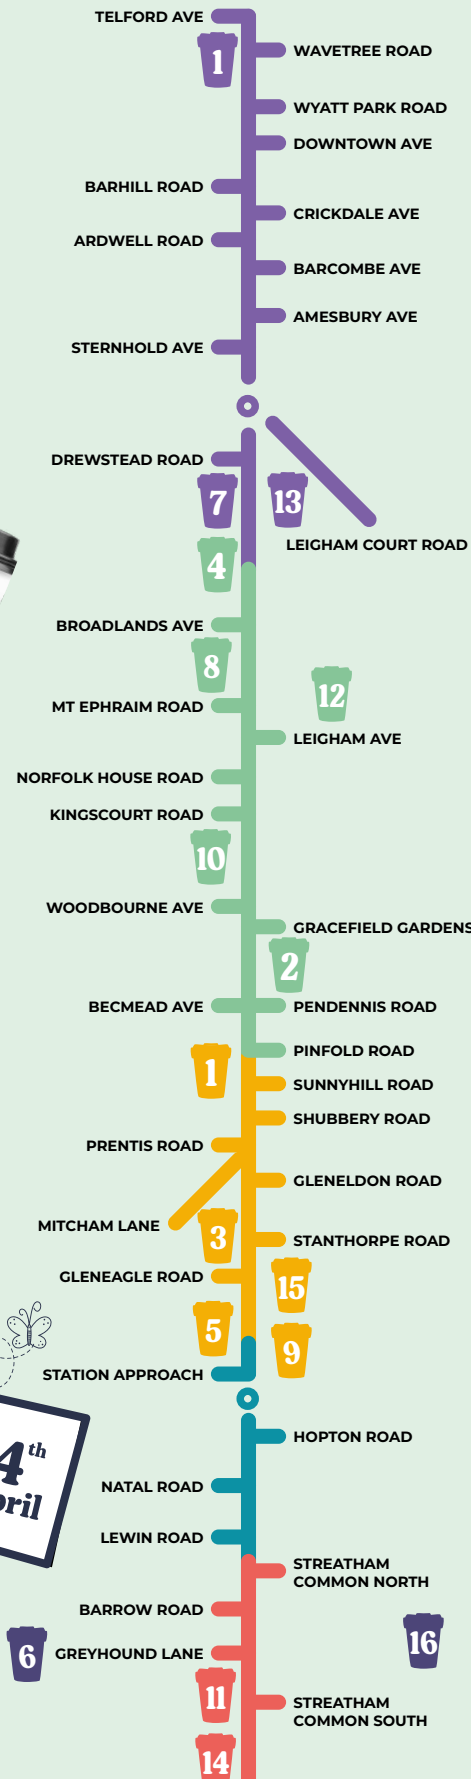 TELFORD AVE
1
WAVETREE ROAD
WYATT PARK ROAD
DOWNTOWN AVE
BARHILL ROAD
CRICKDALE AVE
ARDWELL ROAD
BARCOMBE AVE
AMESBURY AVE
STERNHOLD AVE
DREWSTEAD ROAD
7
13
LEIGHAM COURT ROAD
4
BROADLANDS AVE
8
12
MT EPHRAIM ROAD
LEIGHAM AVE
NORFOLK HOUSE ROAD
KINGSCOURT ROAD
10
WOODBOURNE AVE
GRACEFIELD GARDENS
2
BECMEAD AVE
PENDENNIS ROAD
PINFOLD ROAD
1
SUNNYHILL ROAD
SHUBBERY ROAD
PRENTIS ROAD
GLENELDON ROAD
MITCHAM LANE
3
STANTHORPE ROAD
GLENEAGLE ROAD
15
5
9
STATION APPROACH
4th
HOPTON ROAD
NATAL ROAD
LEWIN ROAD
STREATHAM
COMMON NORTH
BARROW ROAD
6
GREYHOUND LANE
16
11
STREATHAM
COMMON SOUTH
14